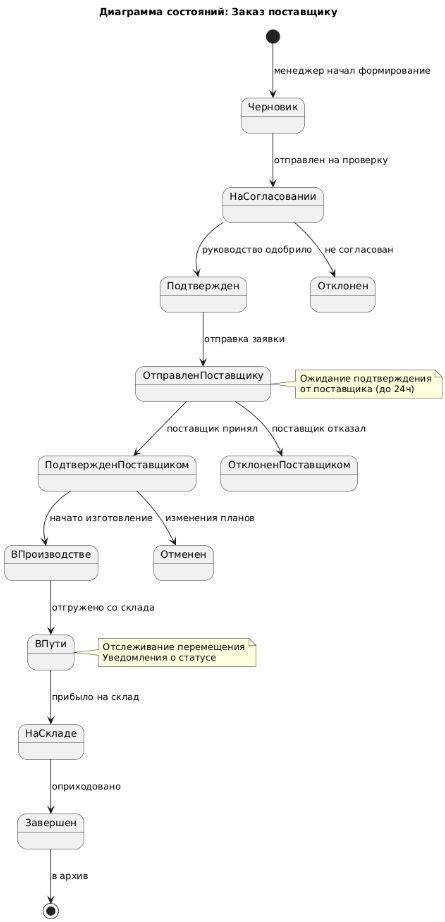 Диаграмма состояний: Заказ поставщику
менеджер начал формирование
Черновик
отправлен на проверку
НаСогласовании
руководство одобрило
не согласован
Подтвержден
Отклонен
отправка заявки
ОтправленПоставщику
Ожидание подтверждения
от поставщика (до 24ч)
поставщик принял
поставщик отказал
ПодтвержденПоставщиком
ОтклоненПоставщиком
начато изготовление
изменения планов
ВПроизводстве
Отменен
отгружено со склада
ВПути
Отслеживание перемещения
Уведомления о статусе
прибыло на склад
НаСкладе
оприходовано
Завершен
в архив